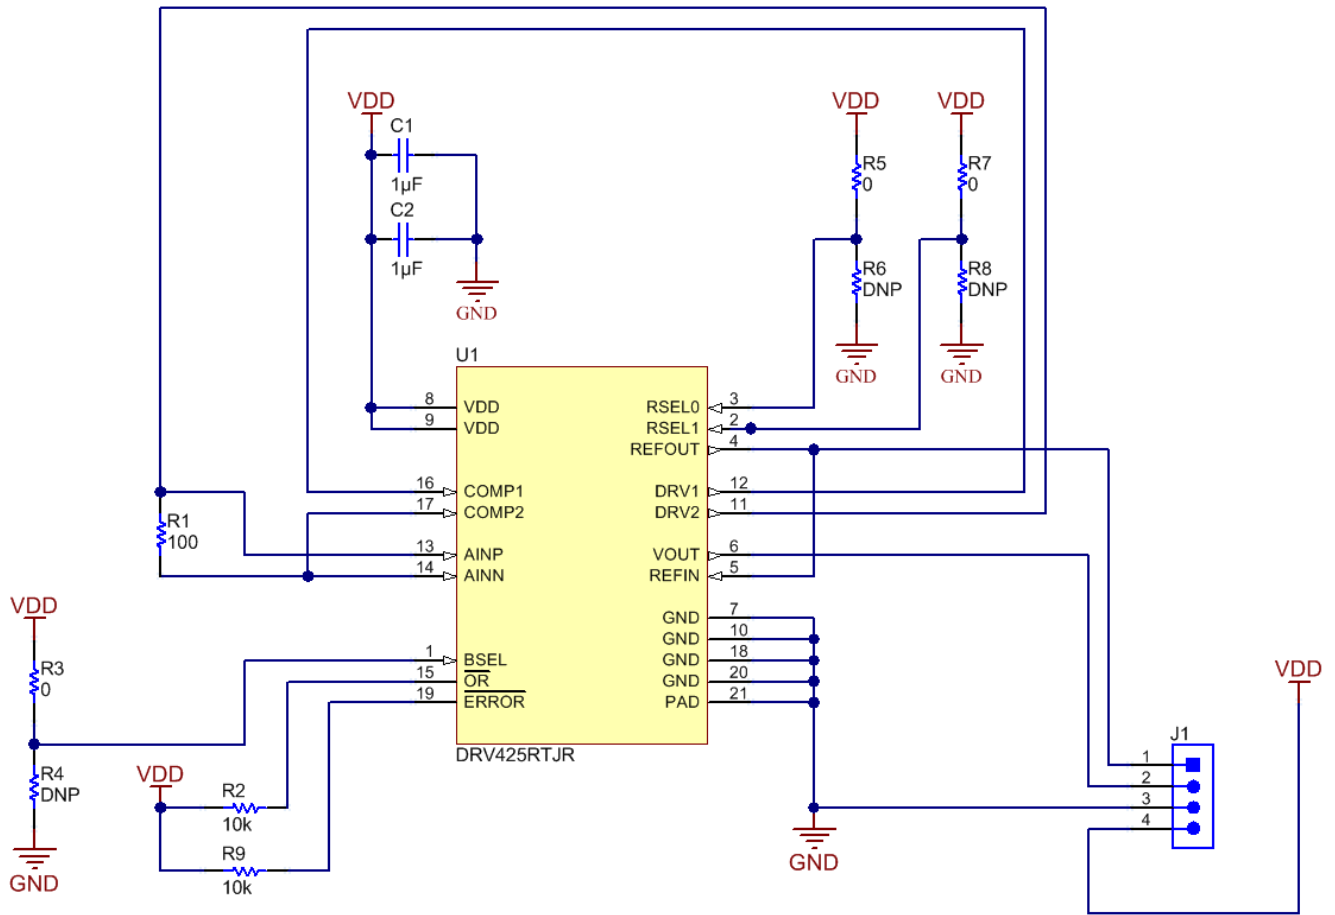 VDD
C1
1µF
C2
1µF
GND
VDD
R5
0
R6
DNP
GND
VDD
R7
0
R8
DNP
GND
U1
8 VDD
9 VDD
16 COMP1
17 COMP2
13 AINP
14 AINN
1 BSEL
15 OR
19 ERROR
RSEL0 3
RSEL1 2
REFOUT 4
DRV1 12
DRV2 11
VOUT 6
REFIN 5
GND 7
GND 10
GND 18
GND 20
PAD 21
DRV425RTJR
R1
100
VDD
R3
0
R4
DNP
GND
VDD
R2
10k
R9
10k
GND
VDD
J1
1
2
3
4